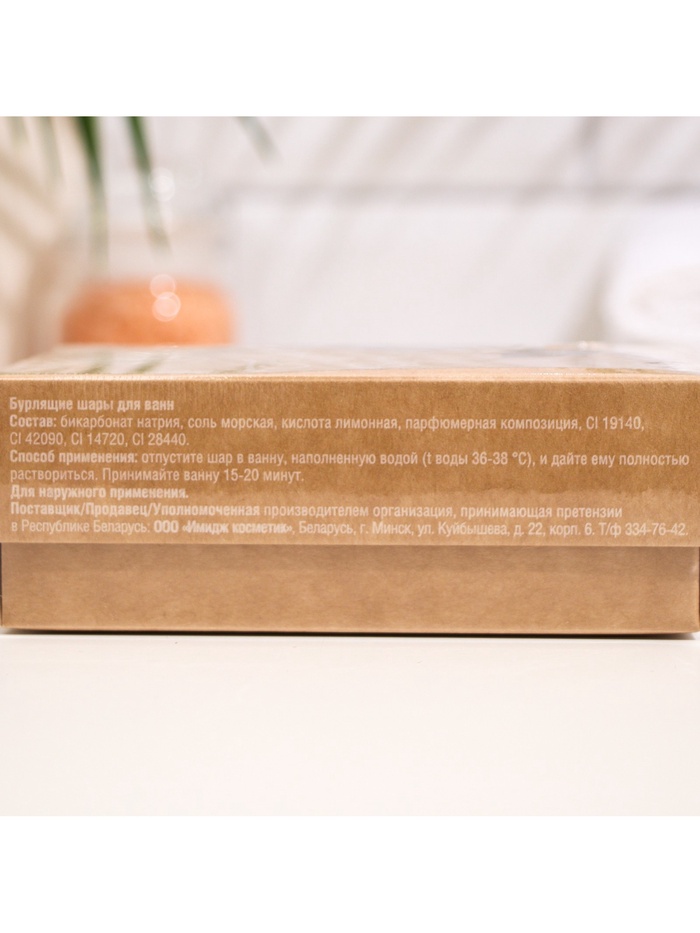 Бурлящие шары для ванн
Состав: бикарбонат натрия, соль морская, кислота лимонная, парфюмерная композиция, CI 19140,
CI 42090, CI 14720, CI 28440.
Способ применения: отпустите шар в ванну, наполненную водой (t воды 36-38 °C), и дайте ему полностью
раствориться. Принимайте ванну 15-20 минут.
Для наружного применения.
Поставщик/Продавец/Уполномоченная производителем организация, принимающая претензии
в Республике Беларусь: ООО «Имидж косметик», Беларусь, г. Минск, ул. Куйбышева, д. 22, корп. 6. Т/ф 334-76-42.